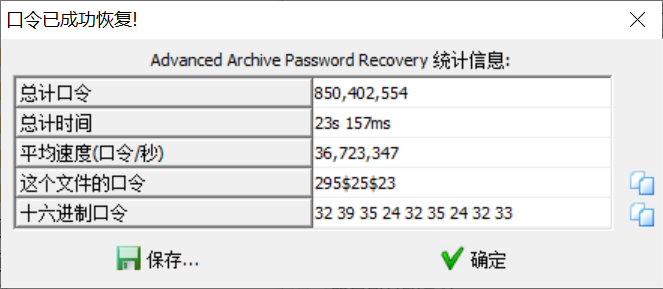 口令已成功恢复!
Advanced Archive Password Recovery 统计信息:
总计口令 850,402,554
总计时间 23s 157ms
平均速度(口令/秒) 36,723,347
这个文件的口令 295$25$23
十六进制口令 32 39 35 24 32 35 24 32 33
保存... 确定